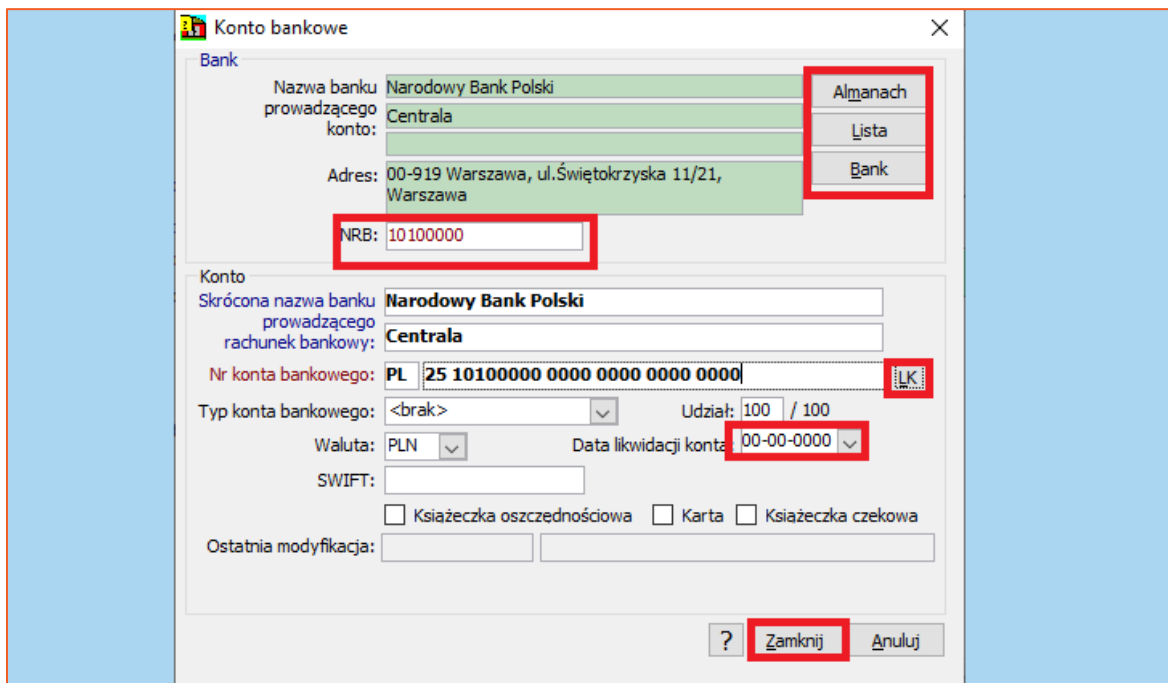 Konto bankowe
Bank
Nazwa banku prowadzącego konto:
Narodowy Bank Polski
Centrala
Almanach
Lista
Bank
Adres: 00-919 Warszawa, ul.Świętokrzyska 11/21,
Warszawa
NRB: 10100000
Konto
Skrócona nazwa banku prowadzącego rachunek bankowy:
Narodowy Bank Polski
Centrala
Nr konta bankowego: PL 25 10100000 0000 0000 0000 0000 LK
Typ konta bankowego: <brak> Udział: 100 / 100
Waluta: PLN Data likwidacji konta: 00-00-0000
SWIFT:
Książeczka oszczędnościowa Karta Książeczka czekowa
Ostatnia modyfikacja:
? Zamknij Anuluj